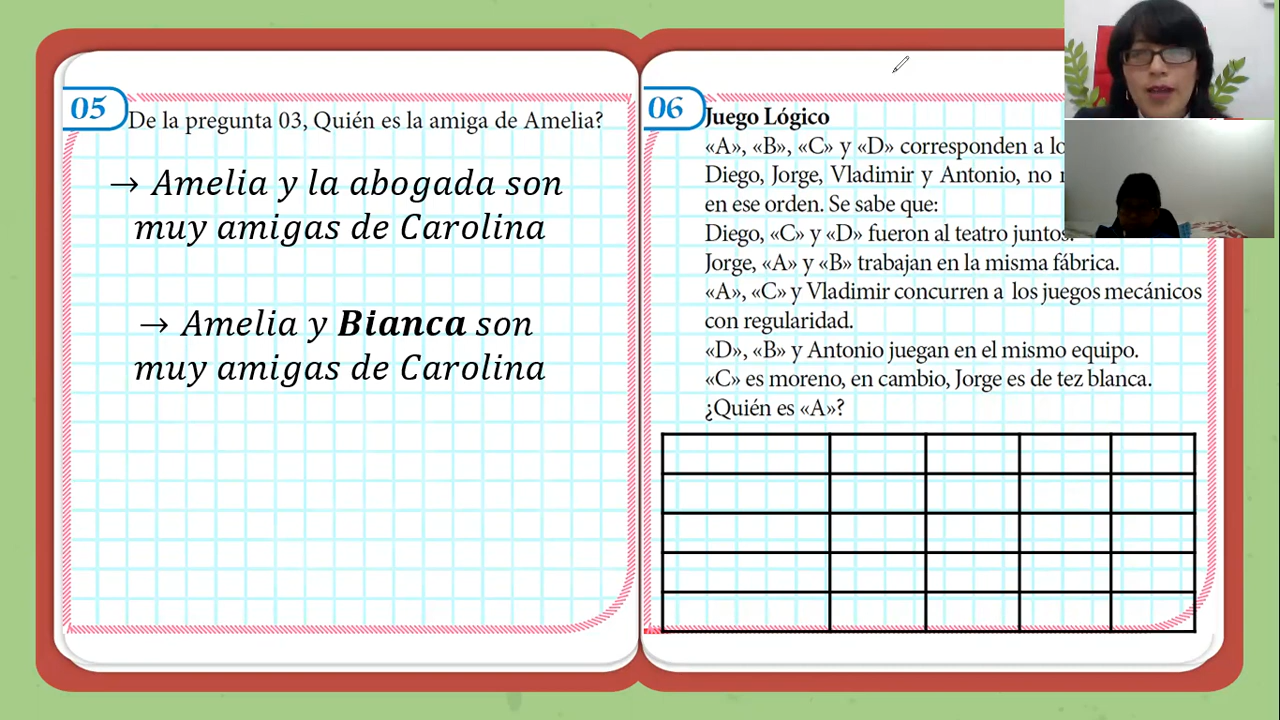 05
De la pregunta 03, Quién es la amiga de Amelia?
→ Amelia y la abogada son
muy amigas de Carolina
→ Amelia y Bianca son
muy amigas de Carolina
06
Juego Lógico
«A», «B», «C» y «D» corresponden a
Diego, Jorge, Vladimir y Antonio, no
en ese orden. Se sabe que:
Diego, «C» y «D» fueron al teatro juntos.
Jorge, «A» y «B» trabajan en la misma fábrica.
«A», «C» y Vladimir concurren a los juegos mecánicos
con regularidad.
«D», «B» y Antonio juegan en el mismo equipo.
«C» es moreno, en cambio, Jorge es de tez blanca.
¿Quién es «A»?